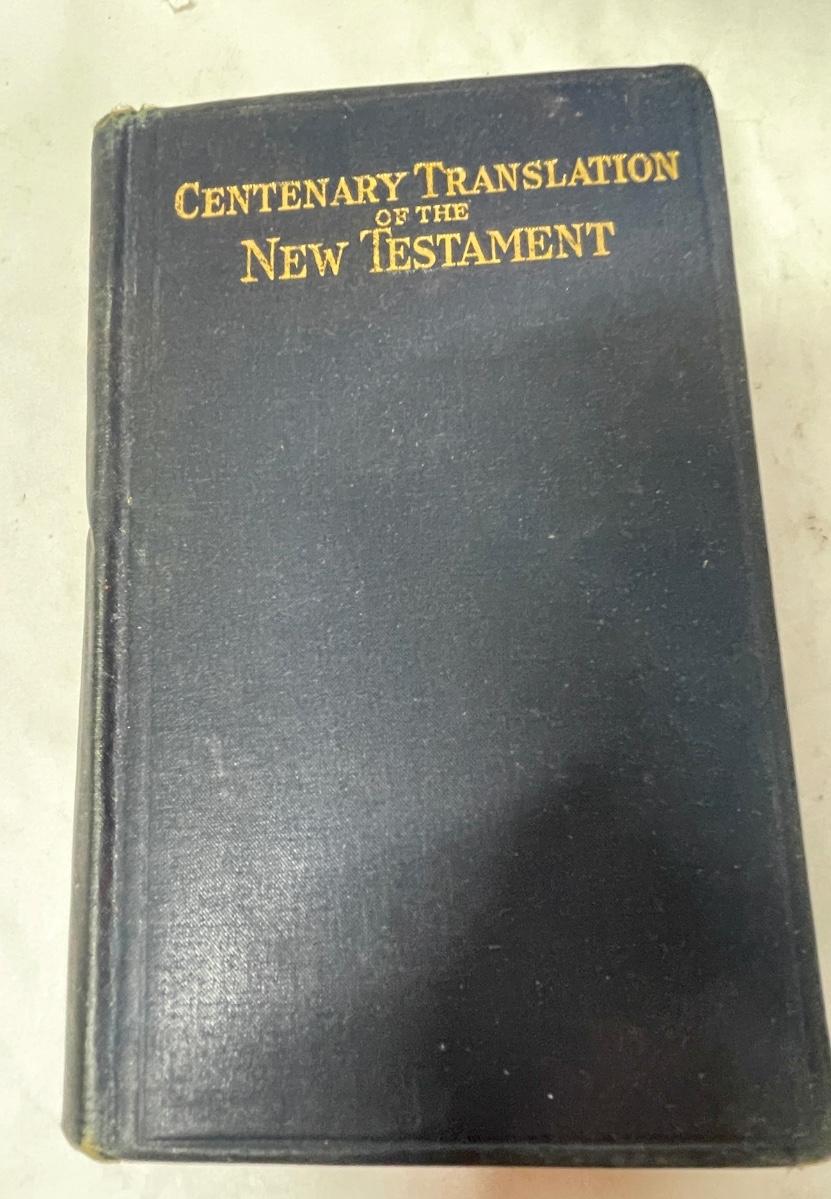 CENTENARY TRANSLATION
OF THE
NEW TESTAMENT